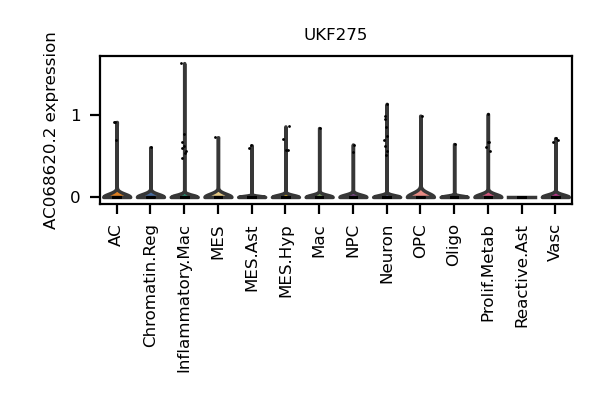 UKF275
AC068620.2 expression
1
0
AC
Chromatin.Reg
Inflammatory.Mac
MES
MES.Ast
MES.Hyp
Mac
NPC
Neuron
OPC
Oligo
Prolif.Metab
Reactive.Ast
Vasc